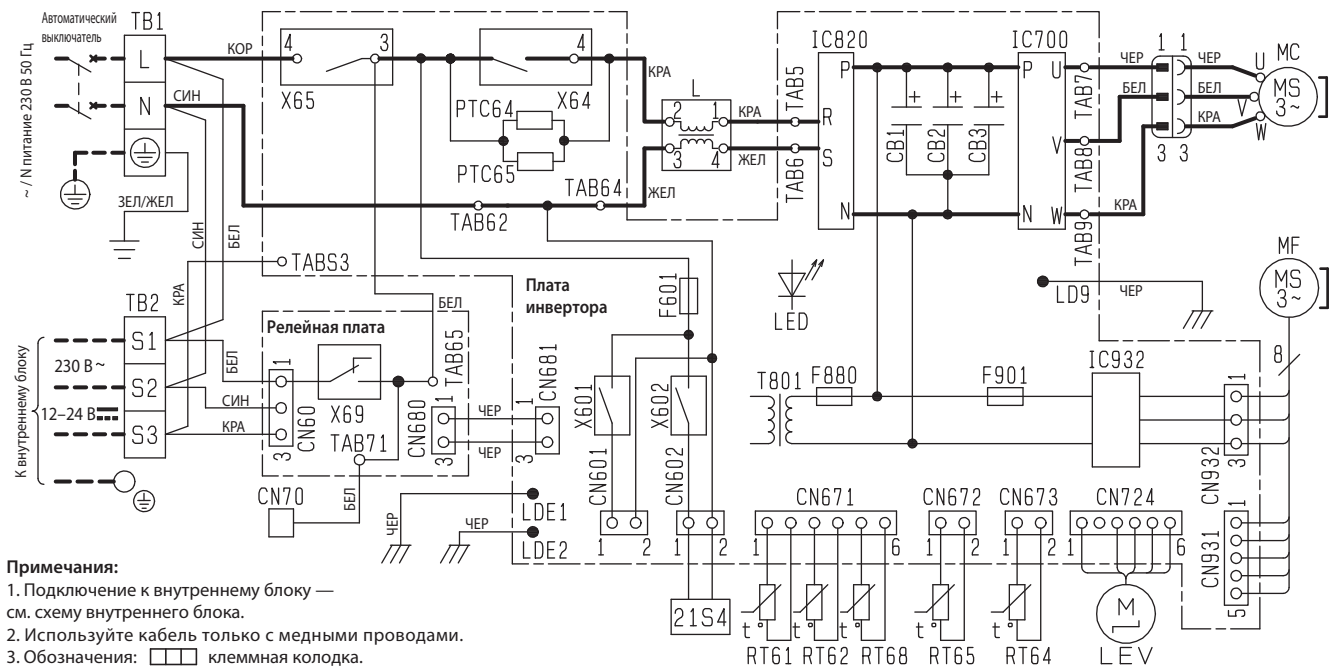 Автоматический
выключатель
TB1
~ / N питание 230 В 50 Гц
L
N
КОР
СИН
ЗЕЛ/ЖЕЛ
СИН
БЕЛ
КРА
4
3
X65
4
X64
PTC64
PTC65
TAB62
TAB64
КРА
ЖЕЛ
L
2
1
3
4
КРА
ЖЕЛ
TAB5
TAB6
IC820
P
R
S
N
+
+
+
CB1
CB2
CB3
IC700
P
U
V
N
W
TAB7
TAB8
TAB9
ЧЕР
БЕЛ
КРА
1
1
3
3
ЧЕР
БЕЛ
КРА
U
V
W
MC
MS
3~
MF
MS
3~
8
TABS3
Плата
инвертора
F601
LED
LD9
ЧЕР
TB2
S1
S2
S3
К внутреннему блоку
230 В ~
12–24 В
БЕЛ
СИН
КРА
Релейная плата
1
3
CN60
X69
TAB71
TAB65
БЕЛ
CN680
1
3
ЧЕР
ЧЕР
CN681
1
3
CN70
БЕЛ
ЧЕР
ЧЕР
LDE1
LDE2
X601
X602
CN601
CN602
1
2
1
2
21S4
T801
F880
F901
IC932
1
3
CN932
1
5
CN931
CN671
1
6
CN672
1
2
CN673
1
2
CN724
1
6
t°
t°
t°
t°
t°
RT61
RT62
RT68
RT65
RT64
M
LEV
Примечания:
1. Подключение к внутреннему блоку —
см. схему внутреннего блока.
2. Используйте кабель только с медными проводами.
3. Обозначения: клеммная колодка.